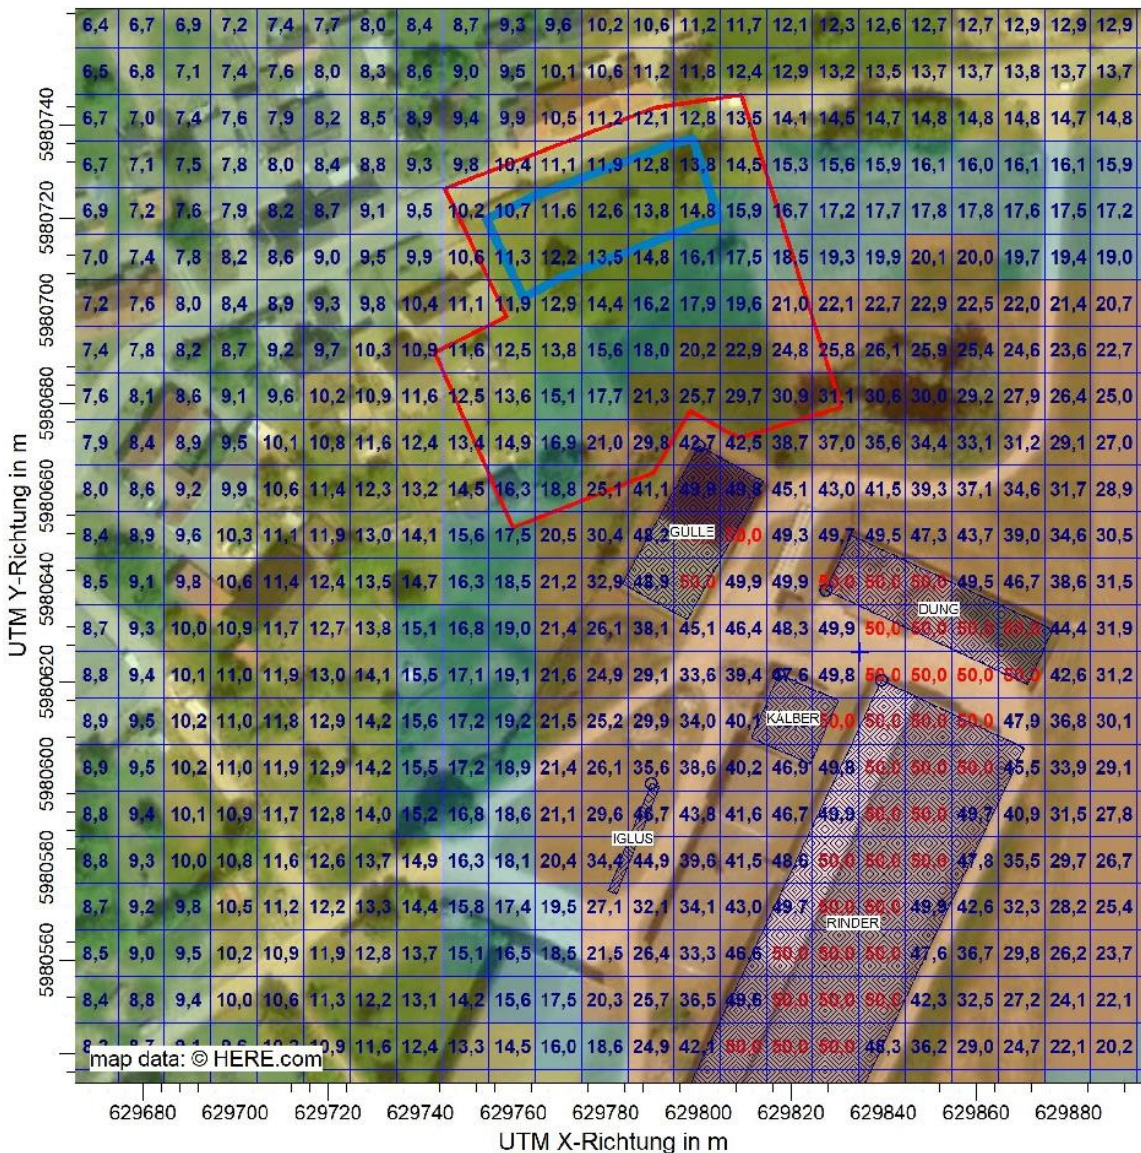 6,4 6,7 6,9 7,2 7,4 7,7 8,0 8,4 8,7 9,3 9,6 10,2 10,6 11,2 11,7 12,1 12,3 12,6 12,7 12,9 12,9 12,9
6,5 6,8 7,1 7,4 7,6 8,0 8,3 8,6 9,0 9,5 10,1 10,6 11,2 11,8 12,4 12,9 13,2 13,5 13,7 13,7 13,8 13,7 13,7
5980740
6,7 7,0 7,4 7,6 7,9 8,2 8,5 8,9 9,4 9,9 10,5 11,2 12,1 12,8 13,5 14,1 14,5 14,7 14,8 14,8 14,8 14,7 14,8
6,7 7,1 7,5 7,8 8,0 8,4 8,8 9,3 9,8 10,4 11,1 11,9 12,8 13,8 14,5 15,3 15,6 15,9 16,1 16,0 16,1 16,1 15,9
5980720
6,9 7,2 7,6 7,9 8,2 8,7 9,1 9,5 10,2 10,7 11,6 12,6 13,8 14,8 15,9 16,7 17,2 17,7 17,8 17,8 17,6 17,5 17,2
7,0 7,4 7,8 8,2 8,6 9,0 9,5 9,9 10,6 11,3 12,2 13,5 14,8 16,1 17,5 18,5 19,3 19,9 20,1 20,0 19,7 19,4 19,0
5980700
7,2 7,6 8,0 8,4 8,9 9,3 9,8 10,4 11,1 11,9 12,9 14,4 16,2 17,9 19,6 21,0 22,1 22,7 22,9 22,5 22,0 21,4 20,7
7,4 7,8 8,2 8,7 9,2 9,7 10,3 10,9 11,6 12,5 13,8 15,6 18,0 20,2 22,9 24,8 25,8 26,1 25,9 25,4 24,6 23,6 22,7
5980680
7,6 8,1 8,6 9,1 9,6 10,2 10,9 11,6 12,5 13,6 15,1 17,7 21,3 25,7 29,7 30,9 31,1 30,6 30,0 29,2 27,9 26,4 25,0
7,9 8,4 8,9 9,5 10,1 10,8 11,6 12,4 13,4 14,9 16,9 21,0 29,8 42,7 42,5 38,7 37,0 35,6 34,4 33,1 31,2 29,1 27,0
5980660
8,0 8,6 9,2 9,9 10,6 11,4 12,3 13,2 14,5 16,3 18,8 25,1 41,1 49,9 49,8 45,1 43,0 41,5 39,3 37,1 34,6 31,7 28,9
8,4 8,9 9,6 10,3 11,1 11,9 13,0 14,1 15,6 17,5 20,5 30,4 48,2 GÜLLE 50,0 49,3 49,7 49,5 47,3 43,7 39,0 34,6 30,5
5980640
8,5 9,1 9,8 10,6 11,4 12,4 13,5 14,7 16,3 18,5 21,2 32,9 48,9 50,0 49,9 49,9 50,0 50,0 50,0 49,5 46,7 38,6 31,5
DUNG
8,7 9,3 10,0 10,9 11,7 12,7 13,8 15,1 16,8 19,0 21,4 26,1 38,1 45,1 46,4 48,3 49,9 50,0 50,0 50,0 44,4 31,9
5980620
8,8 9,4 10,1 11,0 11,9 13,0 14,1 15,5 17,1 19,1 21,6 24,9 29,1 33,6 39,4 47,6 49,8 50,0 50,0 50,0 50,0 42,6 31,2
8,9 9,5 10,2 11,0 11,8 12,9 14,2 15,6 17,2 19,2 21,5 25,2 29,9 34,0 40,1 KÄLBER 50,0 50,0 50,0 50,0 47,9 36,8 30,1
5980600
8,9 9,5 10,2 11,0 11,9 12,9 14,2 15,5 17,2 18,9 21,4 26,1 35,6 38,6 40,2 46,9 49,8 50,0 50,0 50,0 45,5 33,9 29,1
8,8 9,4 10,1 10,9 11,7 12,8 14,0 15,2 16,8 18,6 21,1 29,6 46,7 43,8 41,6 46,7 49,9 50,0 50,0 49,7 40,9 31,5 27,8
IGLUS
5980580
8,8 9,3 10,0 10,8 11,6 12,6 13,7 14,9 16,3 18,1 20,4 34,4 44,9 39,6 41,5 48,6 50,0 50,0 50,0 47,8 35,5 29,7 26,7
8,7 9,2 9,8 10,5 11,2 12,2 13,3 14,4 15,8 17,4 19,5 27,1 32,1 34,1 43,0 49,7 50,0 50,0 49,9 42,6 32,3 28,2 25,4
RINDER
5980560
8,5 9,0 9,5 10,2 10,9 11,9 12,8 13,7 15,1 16,5 18,5 21,5 26,4 33,3 46,6 50,0 50,0 50,0 47,6 36,7 29,8 26,2 23,7
8,4 8,8 9,4 10,0 10,6 11,3 12,2 13,1 14,2 15,6 17,5 20,3 25,7 36,5 49,6 50,0 50,0 50,0 42,3 32,5 27,2 24,1 22,1
10,9 11,6 12,4 13,3 14,5 16,0 18,6 24,9 42,1 50,0 50,0 50,0 48,3 36,2 29,0 24,7 22,1 20,2
map data: © HERE.com
629680 629700 629720 629740 629760 629780 629800 629820 629840 629860 629880
UTM X-Richtung in m
UTM Y-Richtung in m